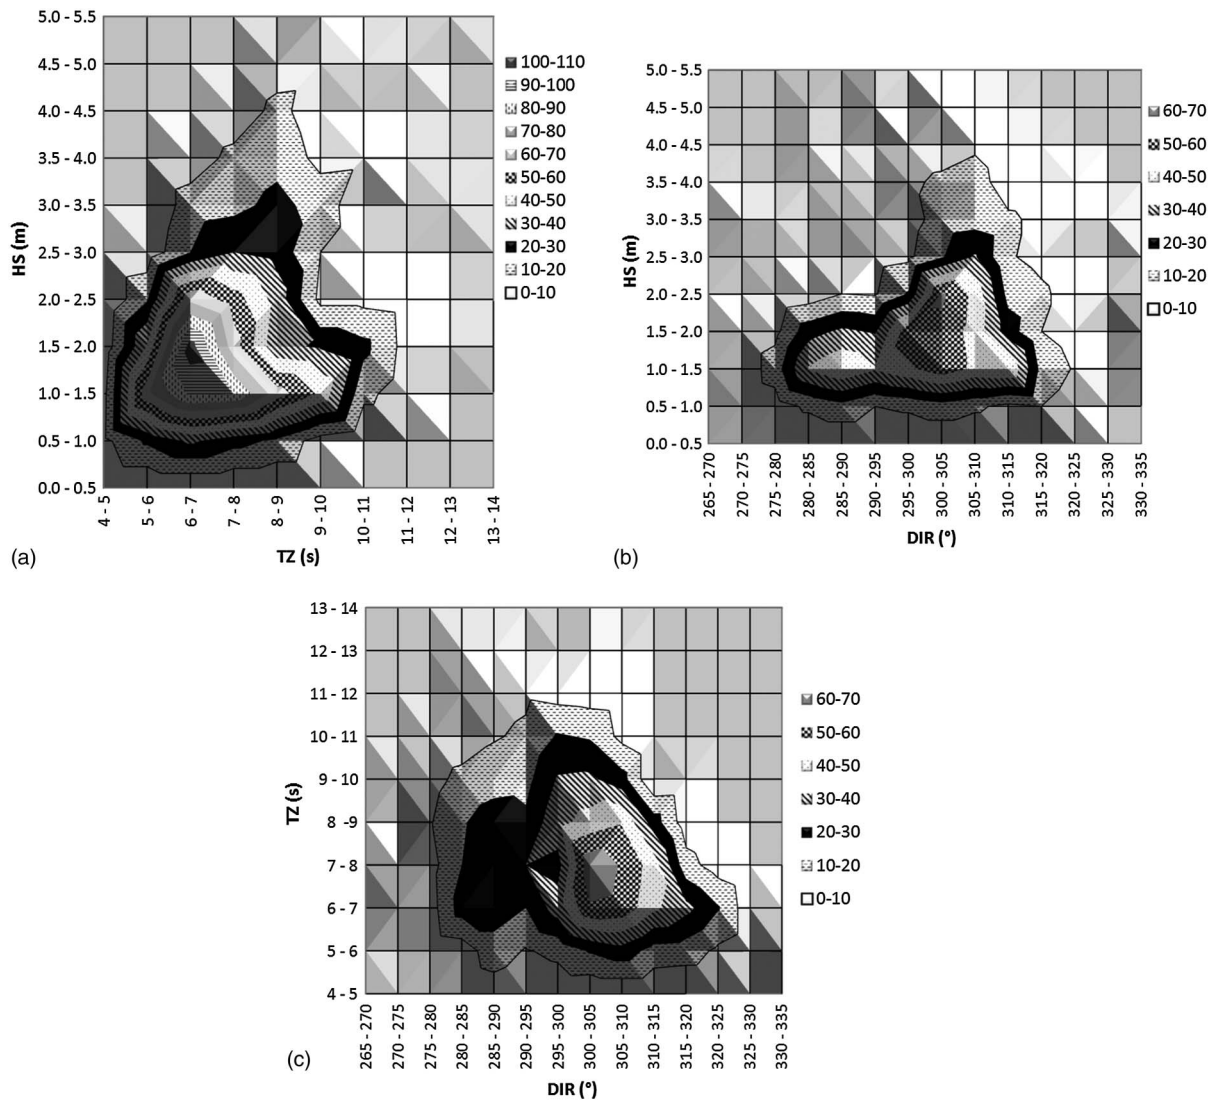 5.0 - 5.5
4.5 - 5.0
4.0 - 4.5
3.5 - 4.0
3.0 - 3.5
2.5 - 3.0
2.0 - 2.5
1.5 - 2.0
1.0 - 1.5
0.5 - 1.0
0.0 - 0.5
HS (m)
4 - 5
5 - 6
6 - 7
7 - 8
8 - 9
9 - 10
10 - 11
11 - 12
12 - 13
13 - 14
TZ (s)
100-110
90-100
80-90
70-80
60-70
50-60
40-50
30-40
20-30
10-20
0-10
(a)
5.0 - 5.5
4.5 - 5.0
4.0 - 4.5
3.5 - 4.0
3.0 - 3.5
2.5 - 3.0
2.0 - 2.5
1.5 - 2.0
1.0 - 1.5
0.5 - 1.0
0.0 - 0.5
HS (m)
265 - 270
270 - 275
275 - 280
280 - 285
285 - 290
290 - 295
295 - 300
300 - 305
305 - 310
310 - 315
315 - 320
320 - 325
325 - 330
330 - 335
DIR (°)
60-70
50-60
40-50
30-40
20-30
10-20
0-10
(b)
13 - 14
12 - 13
11 - 12
10 - 11
9 - 10
8 -9
7 - 8
6 - 7
5 - 6
4 - 5
TZ (s)
265 - 270
270 - 275
275 - 280
280 - 285
285 - 290
290 - 295
295 - 300
300 - 305
305 - 310
310 - 315
315 - 320
320 - 325
325 - 330
330 - 335
DIR (°)
60-70
50-60
40-50
30-40
20-30
10-20
0-10
(c)